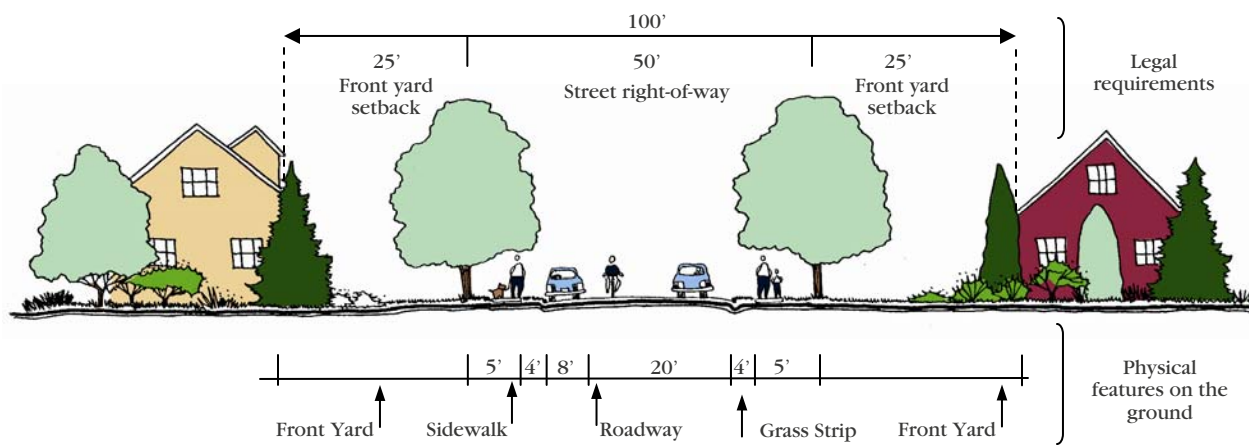 100’
25’
Front yard
setback
50’
Street right-of-way
25’
Front yard
setback
Legal
requirements
5’ 4’ 8’ 20’ 4’ 5’
Front Yard Sidewalk Roadway Grass Strip Front Yard
Physical
features on the
ground